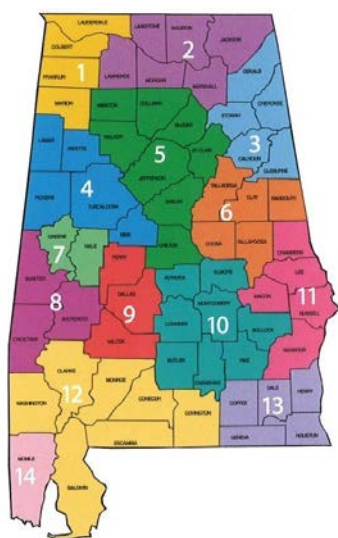 LAUDERDALE
LIMESTONE
MADISON
JACKSON
2
COLBERT
1
FRANKLIN
LAWRENCE
MORGAN
MARSHALL
DEKALB
MARION
WINSTON
CULLMAN
CHEROKEE
ETOWAH
BLOUNT
WALKER
LAMAR
FAYETTE
5
ST CLAIR
3
CALHOUN
JEFFERSON
CLEBURNE
TALLADEGA
4
PICKENS
TUSCALOOSA
SHELBY
6
CLAY
RANDOLPH
BIBB
CHILTON
COOSA
TALLAPOOSA
CHAMBERS
GREENE
7
HALE
PERRY
AUTAUGA
ELMORE
LEE
SUMTER
8
DALLAS
9
MONTGOMERY
MACON
11
RUSSELL
MARENGO
LOWNDES
10
BULLOCK
CHOCTAW
WILCOX
BUTLER
PIKE
BARBOUR
CLARKE
12
MONROE
CRENSHAW
WASHINGTON
CONECUH
COVINGTON
COFFEE
DALE
13
HENRY
ESCAMBIA
GENEVA
HOUSTON
MOBILE
14
BALDWIN